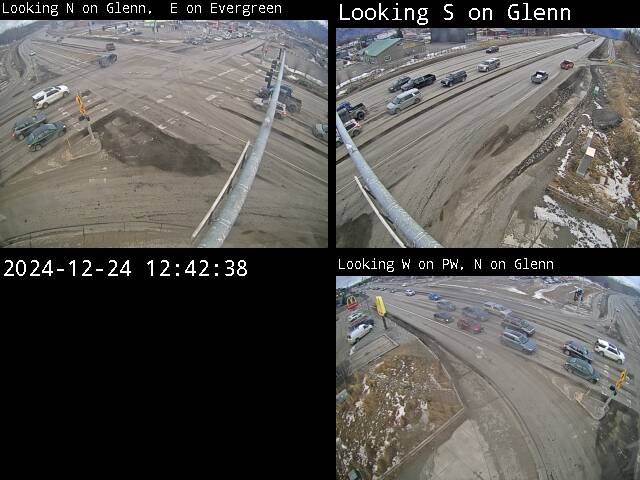 Looking N on Glenn,  E on Evergreen
Looking S on Glenn
2024-12-24 12:42:38
Looking W on PW, N on Glenn